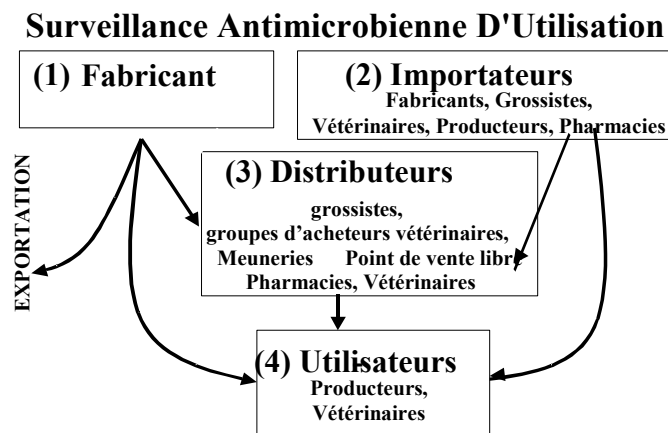 Surveillance Antimicrobienne D'Utilisation
(1) Fabricant
(2) Importateurs
Fabricants, Grossistes,
Vétérinaires, Producteurs, Pharmacies
EXPORTATION
(3) Distributeurs
grossistes,
groupes d’acheteurs vétérinaires,
Meuneries Point de vente libre
Pharmacies, Vétérinaires
(4) Utilisateurs
Producteurs,
Vétérinaires